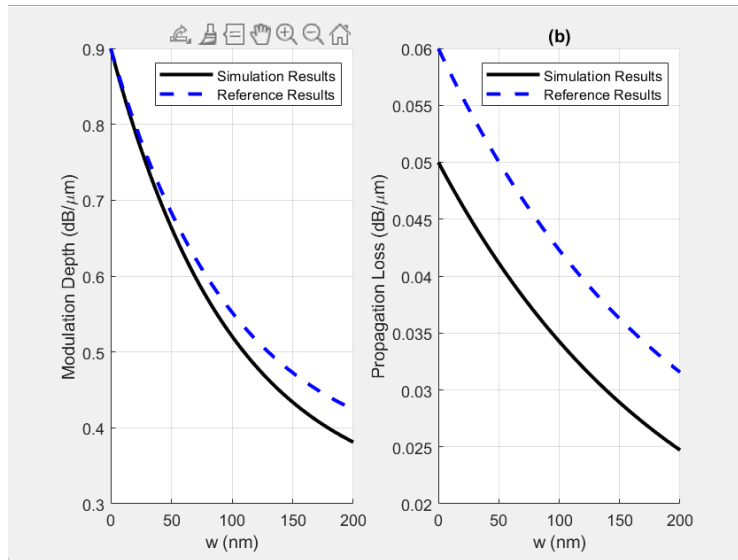 (b)
0.9
0.8
0.7
0.6
0.5
0.4
0.3
Modulation Depth (dB/μm)
Simulation Results
Reference Results
0
50
100
150
200
w (nm)
0.06
0.055
0.05
0.045
0.04
0.035
0.03
0.025
0.02
Propagation Loss (dB/μm)
Simulation Results
Reference Results
0
50
100
150
200
w (nm)